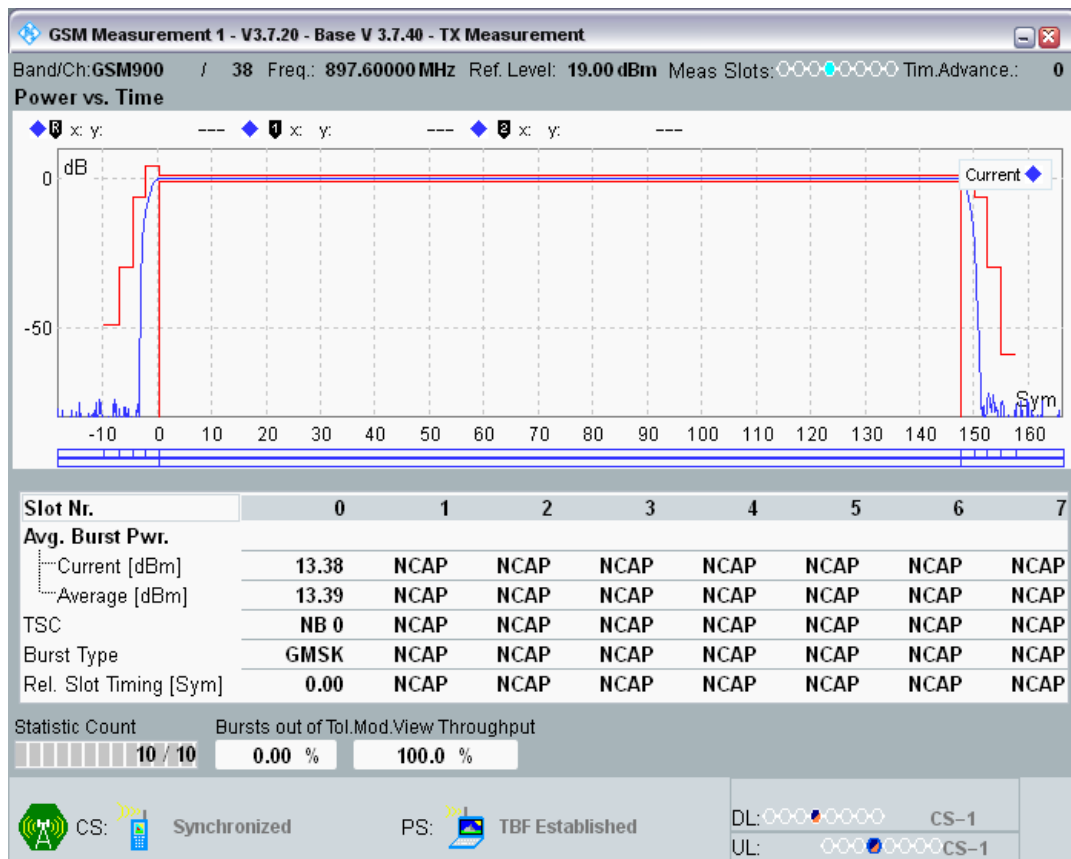 GSM Measurement 1 - V3.7.20 - Base V 3.7.40 - TX Measurement
Band/Ch:GSM900 / 38 Freq.: 897.60000 MHz Ref. Level: 19.00 dBm Meas Slots: Tim.Advance.: 0
Power vs. Time
R x: y: --- 1 x: y: --- 2 x: y: ---
dB
Current
0
-50
Sym
-10 0 10 20 30 40 50 60 70 80 90 100 110 120 130 140 150 160
Slot Nr. 0 1 2 3 4 5 6 7
Avg. Burst Pwr.
Current [dBm] 13.38 NCAP NCAP NCAP NCAP NCAP NCAP NCAP
Average [dBm] 13.39 NCAP NCAP NCAP NCAP NCAP NCAP NCAP
TSC NB 0 NCAP NCAP NCAP NCAP NCAP NCAP NCAP
Burst Type GMSK NCAP NCAP NCAP NCAP NCAP NCAP NCAP
Rel. Slot Timing [Sym] 0.00 NCAP NCAP NCAP NCAP NCAP NCAP NCAP
Statistic Count Bursts out of Tol.Mod.View Throughput
10 / 10 0.00 % 100.0 %
CS: Synchronized PS: TBF Established DL: CS-1
UL: CS-1